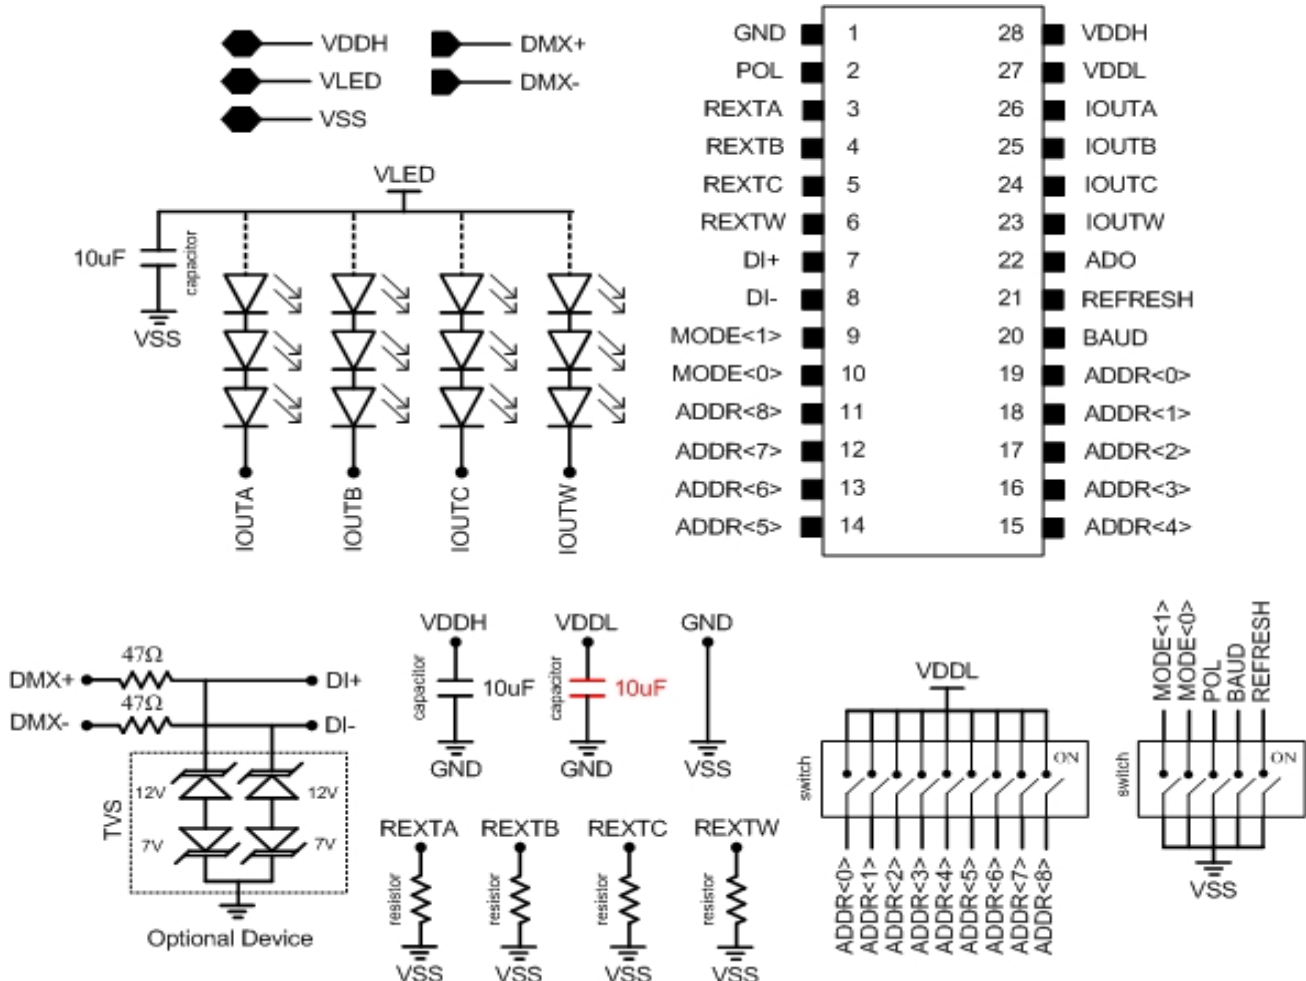 VDDH
VLED
VSS
DMX+
DMX-
VLED
10uF
capacitor
VSS
IOUTA
IOUTB
IOUTC
IOUTW
GND 1 28 VDDH
POL 2 27 VDDL
REXTA 3 26 IOUTA
REXTB 4 25 IOUTB
REXTC 5 24 IOUTC
REXTW 6 23 IOUTW
DI+ 7 22 ADO
DI- 8 21 REFRESH
MODE<1> 9 20 BAUD
MODE<0> 10 19 ADDR<0>
ADDR<8> 11 18 ADDR<1>
ADDR<7> 12 17 ADDR<2>
ADDR<6> 13 16 ADDR<3>
ADDR<5> 14 15 ADDR<4>
47Ω
DMX+ DI+
47Ω
DMX- DI-
TVS
12V 12V
7V 7V
Optional Device
VDDH
capacitor
10uF
GND
VDDL
capacitor
10uF
GND
GND
VSS
REXTA
resistor
VSS
REXTB
resistor
VSS
REXTC
resistor
VSS
REXTW
resistor
VSS
VDDL
switch
ON
ADDR<0>
ADDR<1>
ADDR<2>
ADDR<3>
ADDR<4>
ADDR<5>
ADDR<6>
ADDR<7>
ADDR<8>
MODE<1>
MODE<0>
POL
BAUD
REFRESH
switch
ON
VSS